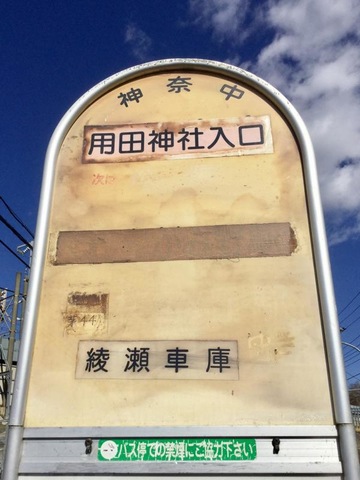 神奈中
用田神社入口
次は
綾瀬車庫
バス停での禁煙にご協力下さい